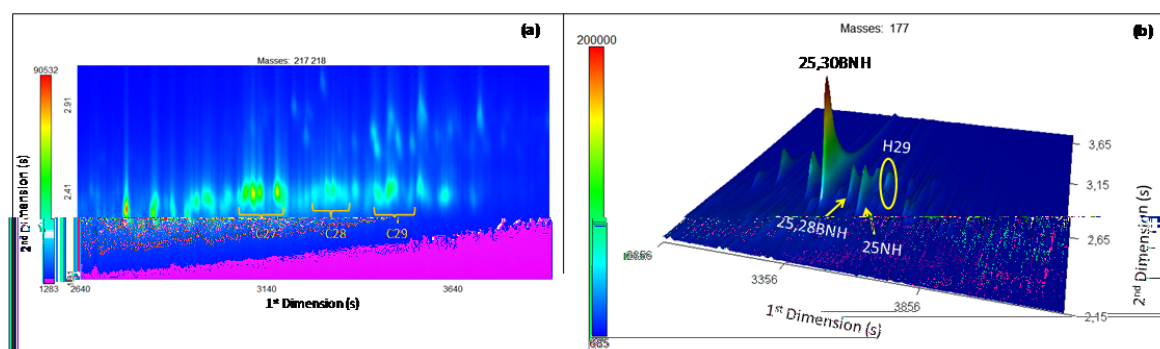 (a)
Masses: 217 218
90532
2nd Dimension (s)
2.91
2.41
1283
C27
C28
C29
2640
3140
3640
1st Dimension (s)
(b)
Masses: 177
200000
25,30BNH
H29
25,28BNH
25NH
3,65
3,15
2,65
2,15
2nd Dimension (s)
3356
3856
1st Dimension (s)